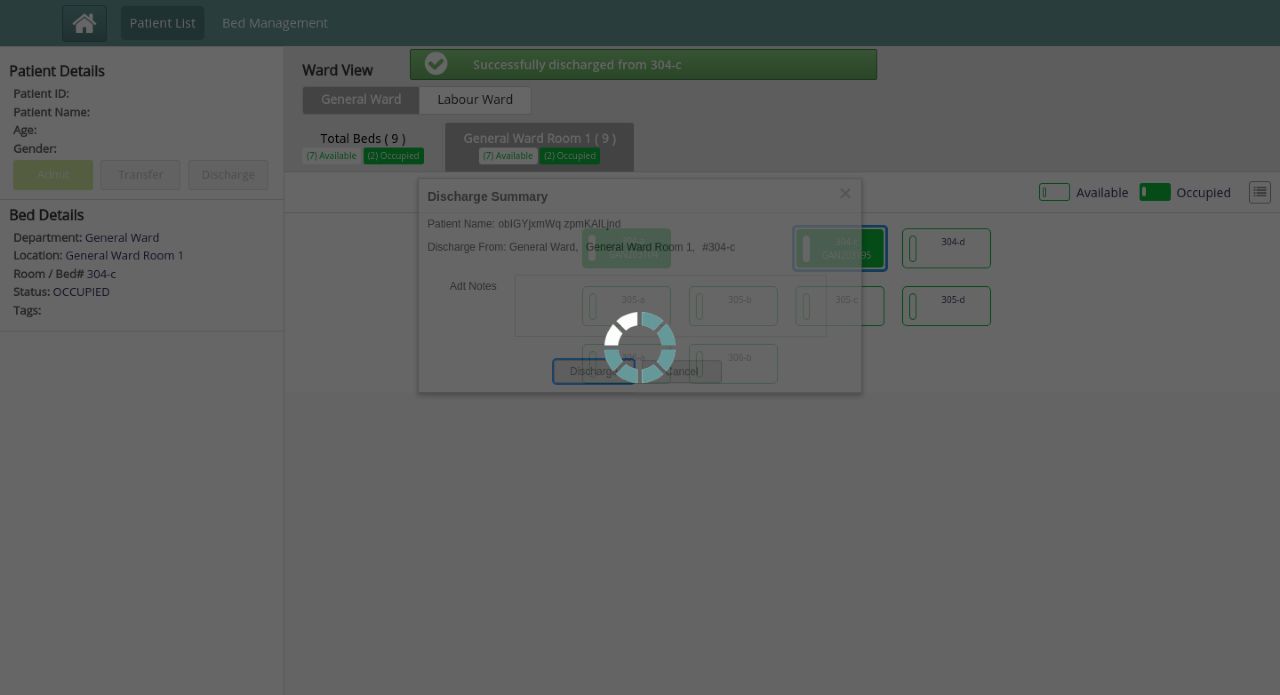 Patient List
Bed Management
Successfully discharged from 304-c
Patient Details
Patient ID:
Patient Name:
Age:
Gender:
Admit
Transfer
Discharge
Bed Details
Department: General Ward
Location: General Ward Room 1
Room / Bed# 304-c
Status: OCCUPIED
Tags:
Ward View
General Ward
Labour Ward
Total Beds ( 9 )
(7) Available
(2) Occupied
General Ward Room 1 ( 9 )
(7) Available
(2) Occupied
Available
Occupied
Discharge Summary
×
Patient Name: obIGYjxmWq zpmKAILjnd
Discharge From: General Ward, General Ward Room 1, #304-c
Adt Notes
304-c
304-d
305-a
305-b
305-c
305-d
306-a
306-b
Discharge
Cancel